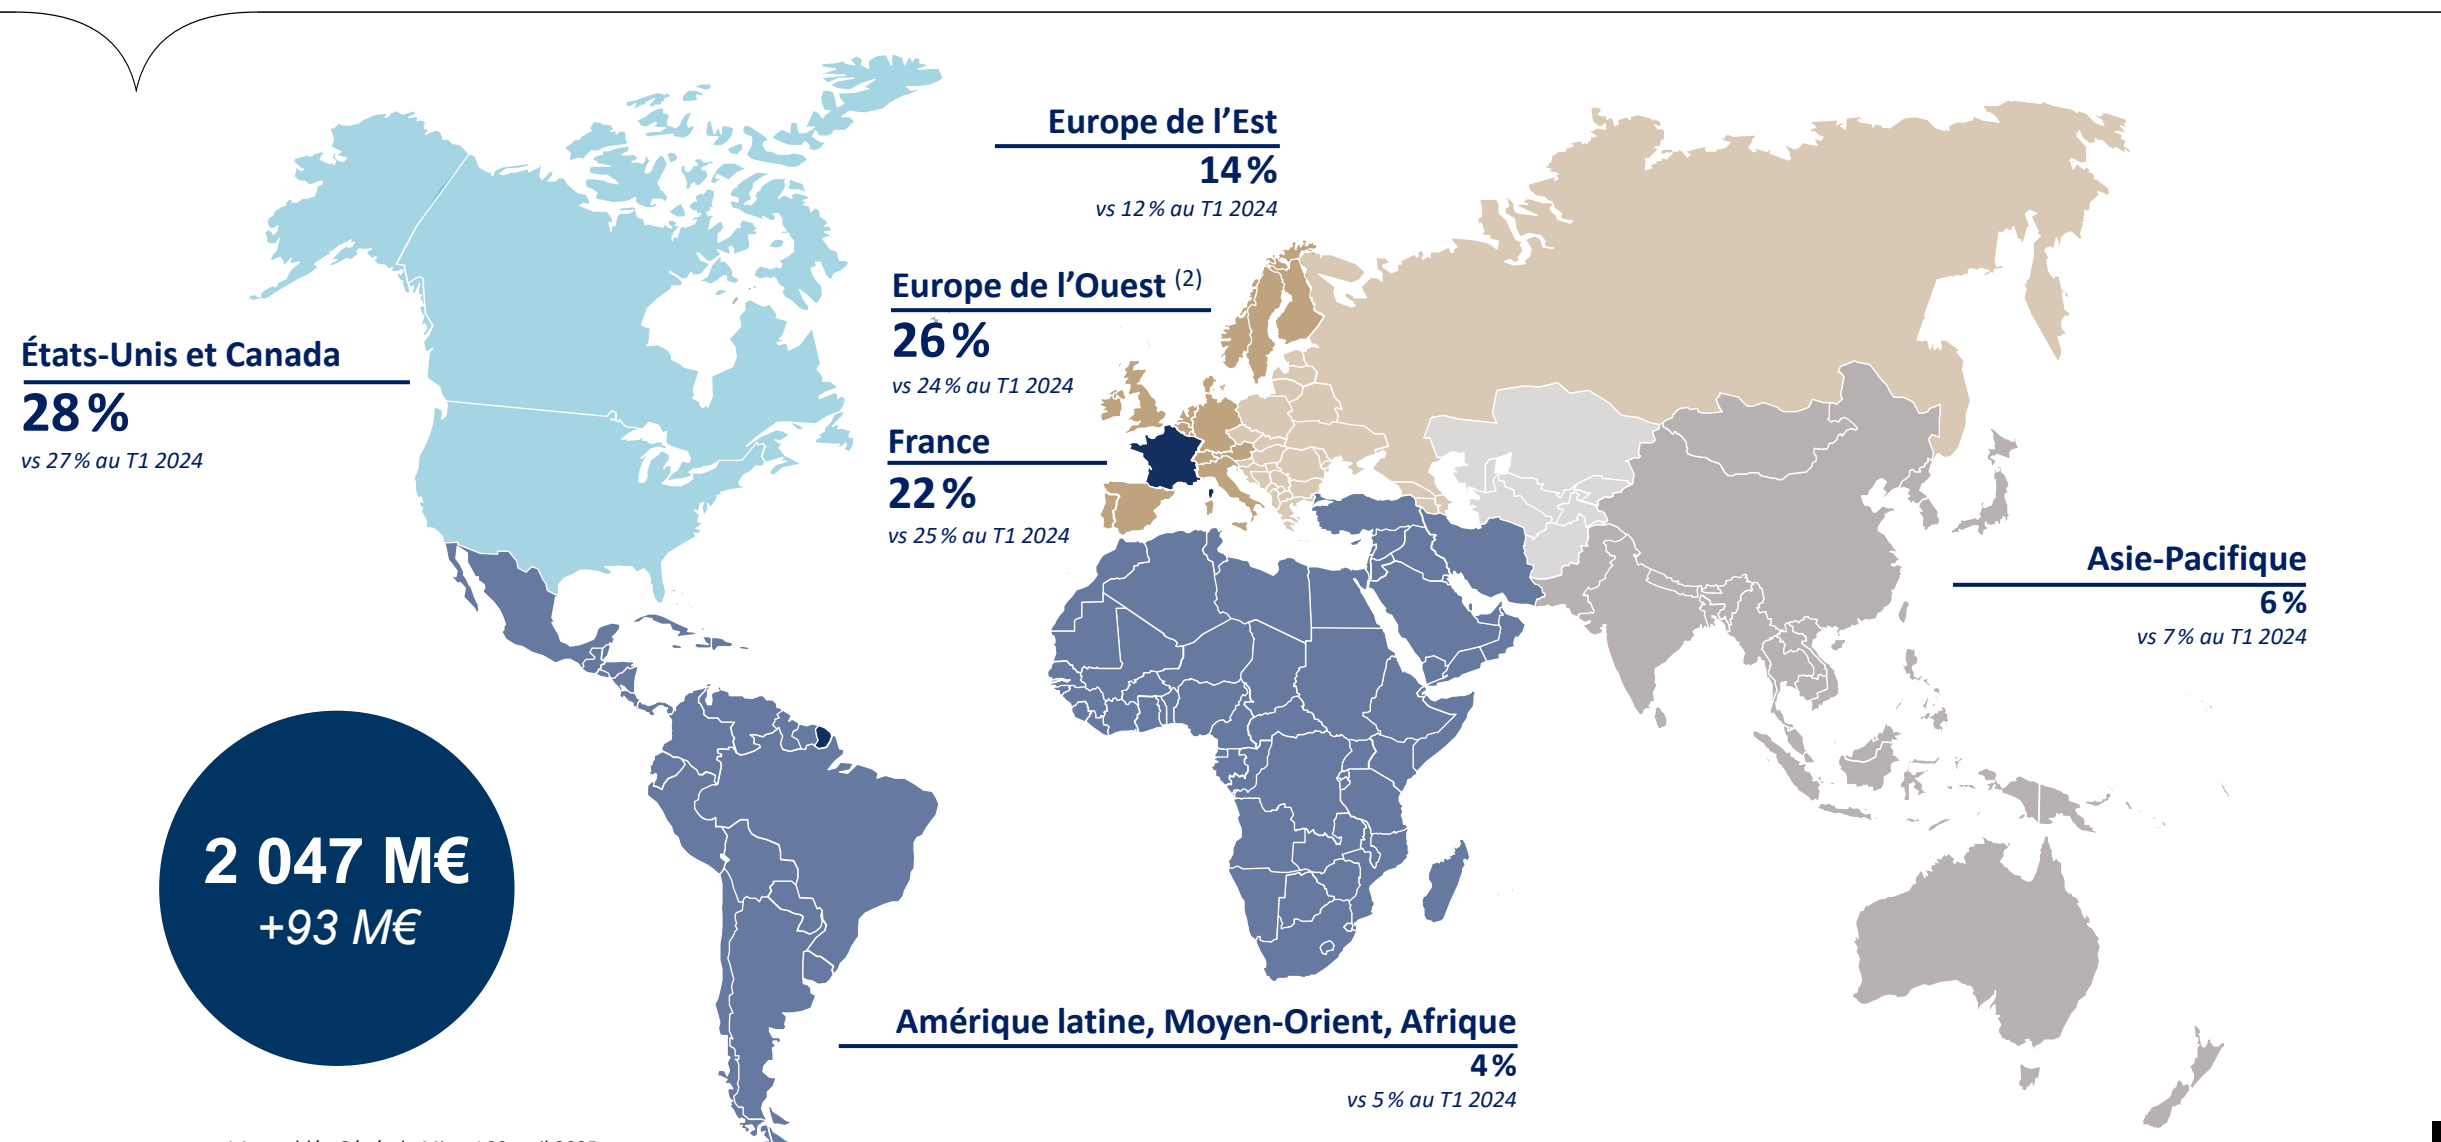 Europe de l’Est
14 %
vs 12 % au T1 2024
Europe de l’Ouest (2)
26 %
vs 24 % au T1 2024
États-Unis et Canada
28 %
vs 27 % au T1 2024
France
22 %
vs 25 % au T1 2024
Asie-Pacifique
6 %
vs 7 % au T1 2024
2 047 M€
+93 M€
Amérique latine, Moyen-Orient, Afrique
4 %
vs 5 % au T1 2024